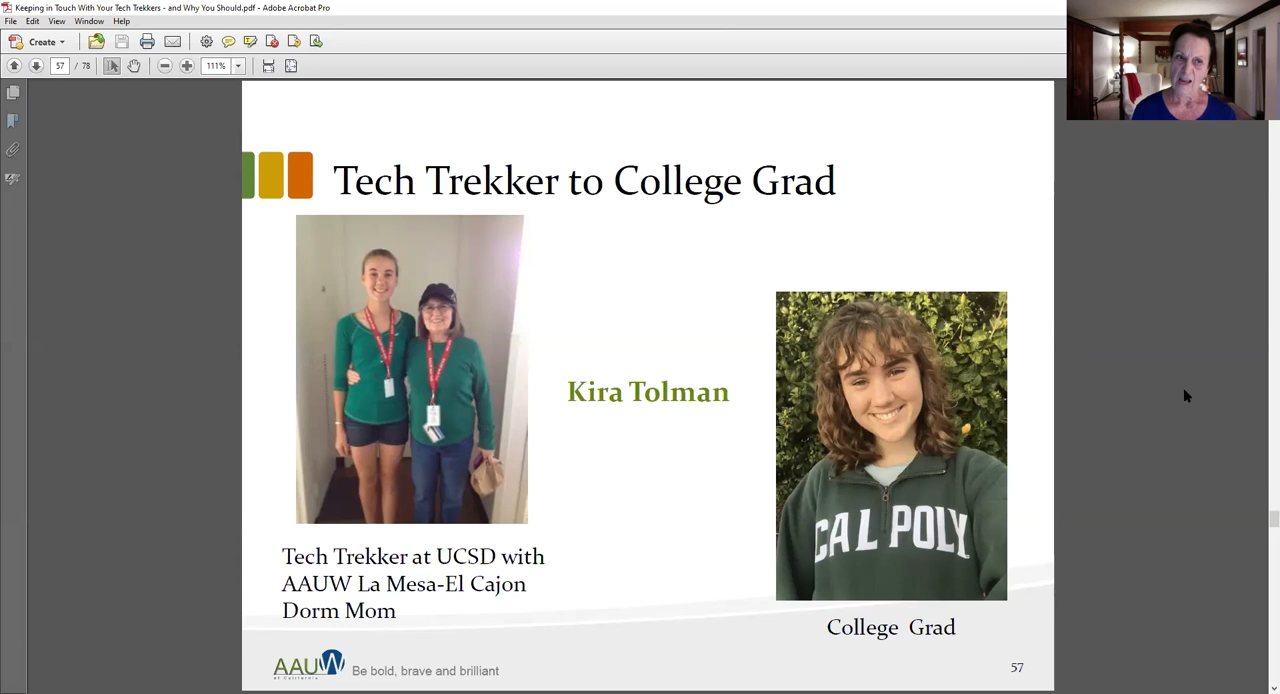 Keeping in Touch With Your Tech Trekkers - and Why You Should.pdf - Adobe Acrobat Pro
File Edit View Window Help
Create
57 / 78 111%
Tech Trekker to College Grad
Kira Tolman
CAL POLY
Tech Trekker at UCSD with
AAUW La Mesa-El Cajon
Dorm Mom
College Grad
AAUW
of California
Be bold, brave and brilliant
57